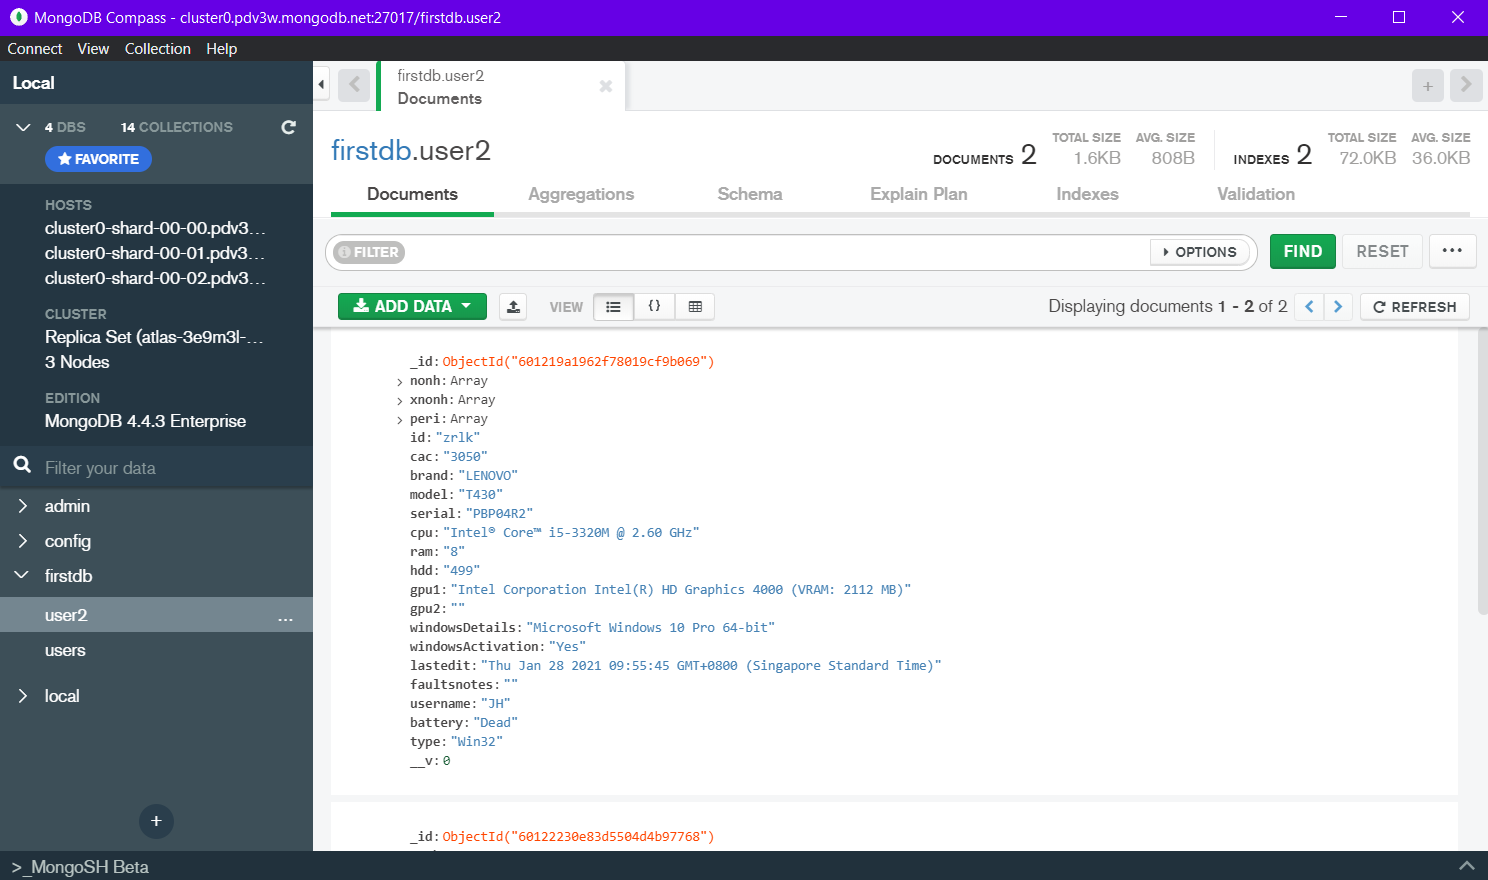 MongoDB Compass - cluster0.pdv3w.mongodb.net:27017/firstdb.user2
Connect View Collection Help
Local
4 DBS 14 COLLECTIONS
FAVORITE
HOSTS
cluster0-shard-00-00.pdv3...
cluster0-shard-00-01.pdv3...
cluster0-shard-00-02.pdv3...
CLUSTER
Replica Set (atlas-3e9m3l-...
3 Nodes
EDITION
MongoDB 4.4.3 Enterprise
Filter your data
admin
config
firstdb
user2 ...
users
local
+
>_MongoSH Beta
firstdb.user2
Documents
+
firstdb.user2
DOCUMENTS 2 TOTAL SIZE 1.6KB AVG. SIZE 808B
INDEXES 2 TOTAL SIZE 72.0KB AVG. SIZE 36.0KB
Documents Aggregations Schema Explain Plan Indexes Validation
FILTER OPTIONS FIND RESET ...
ADD DATA VIEW {} Displaying documents 1 - 2 of 2 < > REFRESH
_id: ObjectId("601219a1962f78019cf9b069")
> nonh: Array
> xnonh: Array
> peri: Array
id: "zrlk"
cac: "3050"
brand: "LENOVO"
model: "T430"
serial: "PBP04R2"
cpu: "Intel® Core™ i5-3320M @ 2.60 GHz"
ram: "8"
hdd: "499"
gpu1: "Intel Corporation Intel(R) HD Graphics 4000 (VRAM: 2112 MB)"
gpu2: ""
windowsDetails: "Microsoft Windows 10 Pro 64-bit"
windowsActivation: "Yes"
lastedit: "Thu Jan 28 2021 09:55:45 GMT+0800 (Singapore Standard Time)"
faultsnotes: ""
username: "JH"
battery: "Dead"
type: "Win32"
__v: 0
_id: ObjectId("60122230e83d5504d4b97768")